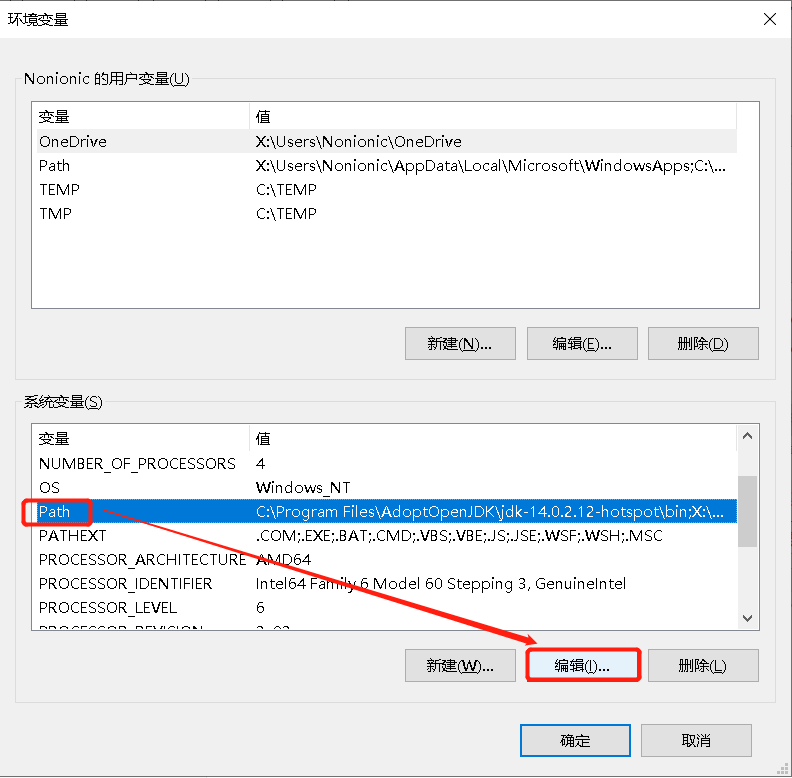 环境变量
Nonionic 的用户变量(U)
变量 值
OneDrive X:\Users\Nonionic\OneDrive
Path X:\Users\Nonionic\AppData\Local\Microsoft\WindowsApps;C:\...
TEMP C:\TEMP
TMP C:\TEMP
新建(N)... 编辑(E)... 删除(D)
系统变量(S)
变量 值
NUMBER_OF_PROCESSORS 4
OS Windows_NT
Path C:\Program Files\AdoptOpenJDK\jdk-14.0.2.12-hotspot\bin;X:\...
PATHEXT .COM;.EXE;.BAT;.CMD;.VBS;.VBE;.JS;.JSE;.WSF;.WSH;.MSC
PROCESSOR_ARCHITECTURE AMD64
PROCESSOR_IDENTIFIER Intel64 Family 6 Model 60 Stepping 3, GenuineIntel
PROCESSOR_LEVEL 6
PROCESSOR_REVISION 3c03
新建(W)... 编辑(I)... 删除(L)
确定 取消